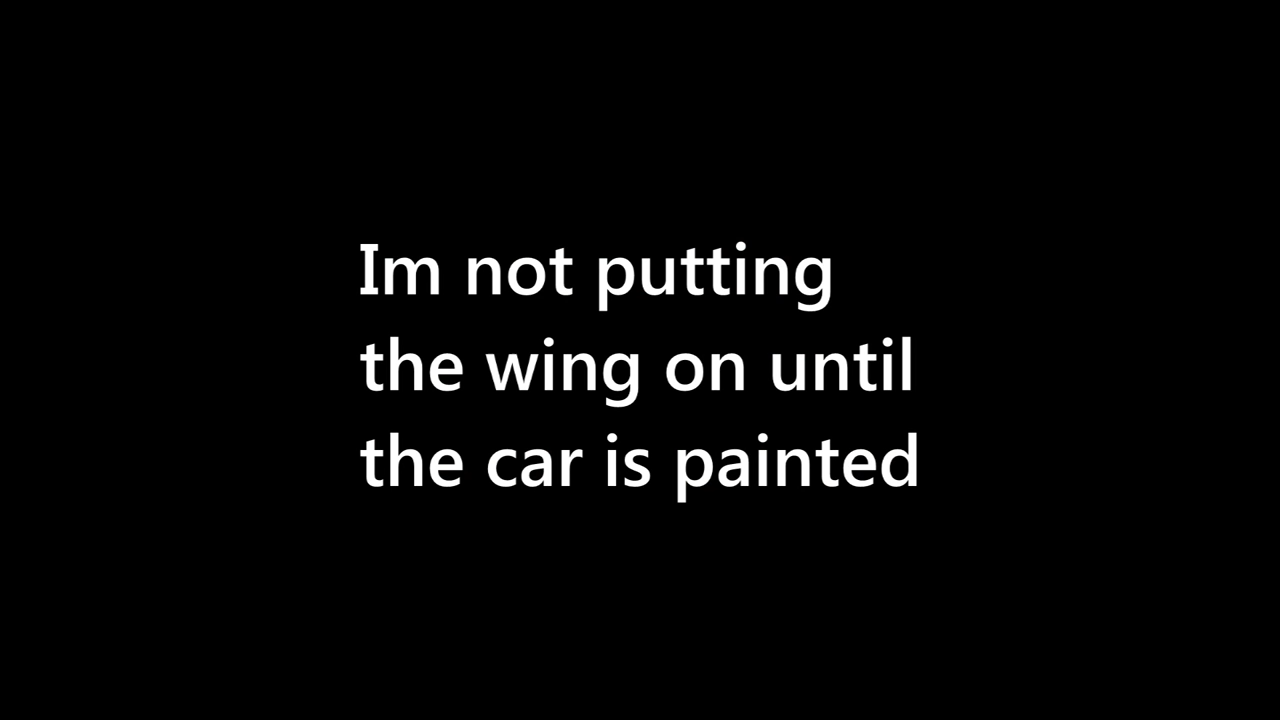 Im not putting
the wing on until
the car is painted